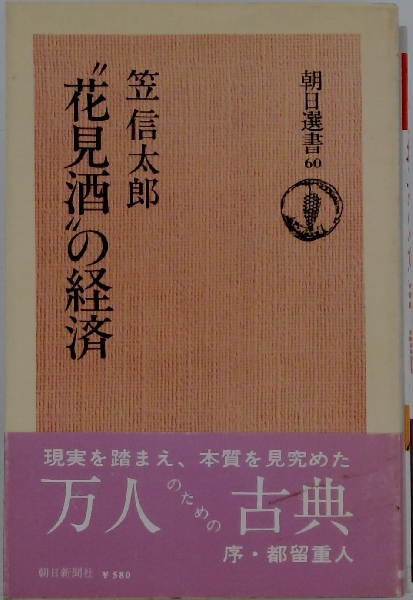 朝日選書
60
笠信太郎
〝花見酒〟の経済
現実を踏まえ、本質を見究めた
万人のための古典
序・都留重人
朝日新聞社 ¥580